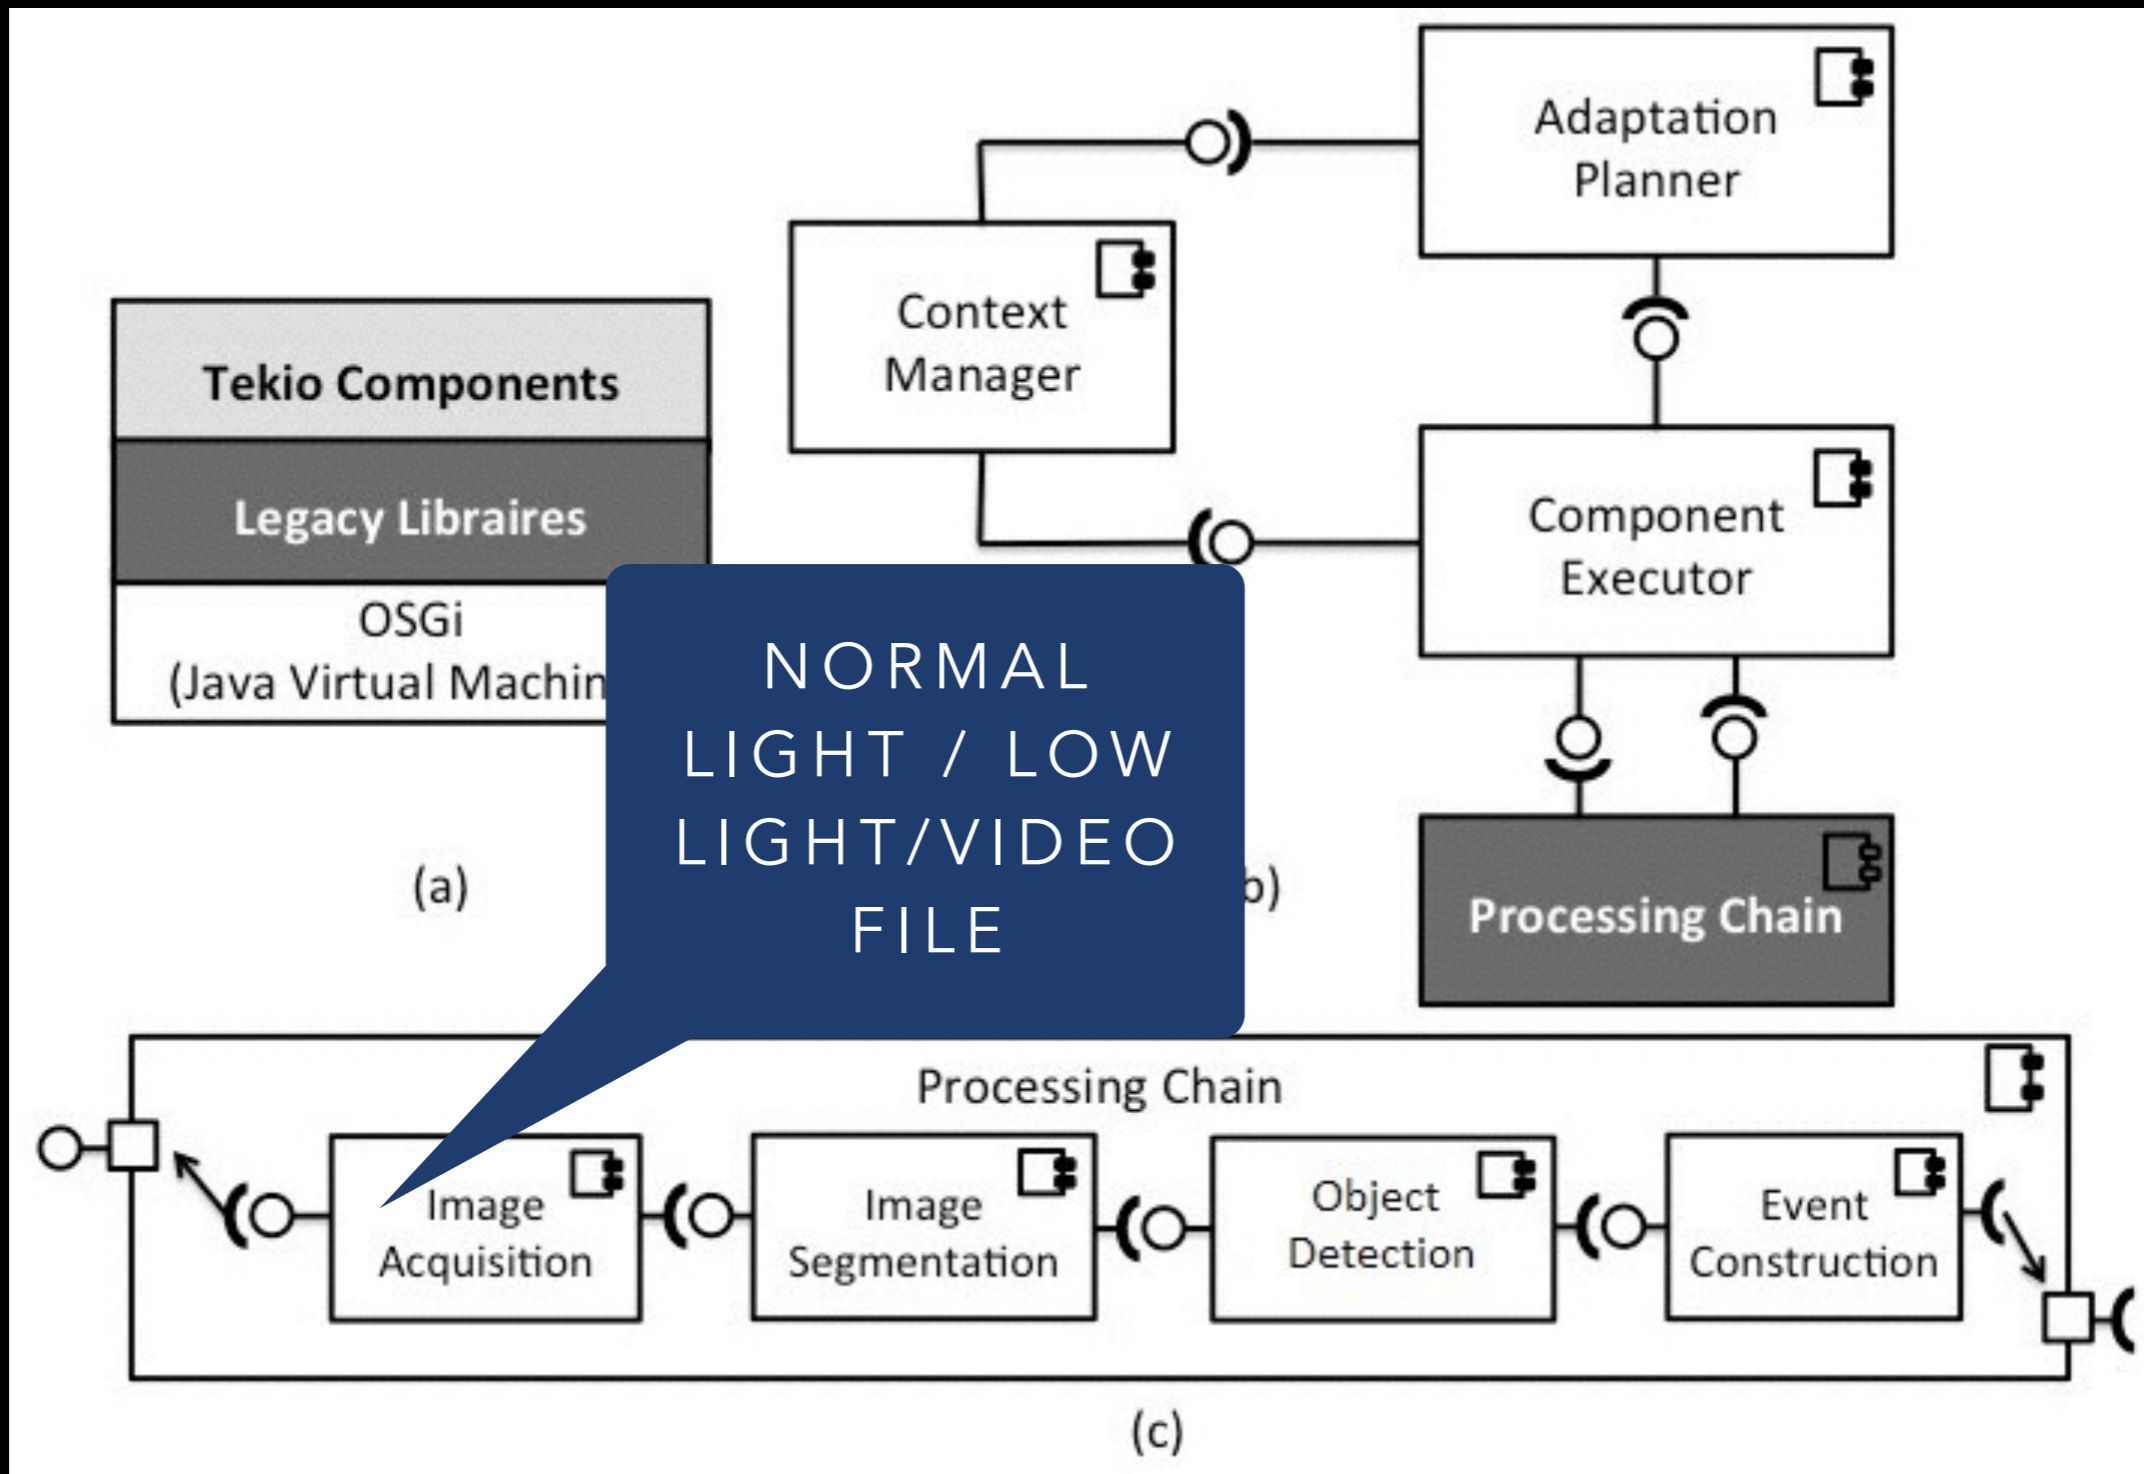 Adaptation
Planner
Context
Manager
Tekio Components
Legacy Libraires
OSGi
(Java Virtual Machin
Component
Executor
NORMAL
LIGHT / LOW
LIGHT/VIDEO
FILE
(a)
b)
Processing Chain
Processing Chain
Image
Acquisition
Image
Segmentation
Object
Detection
Event
Construction
(c)